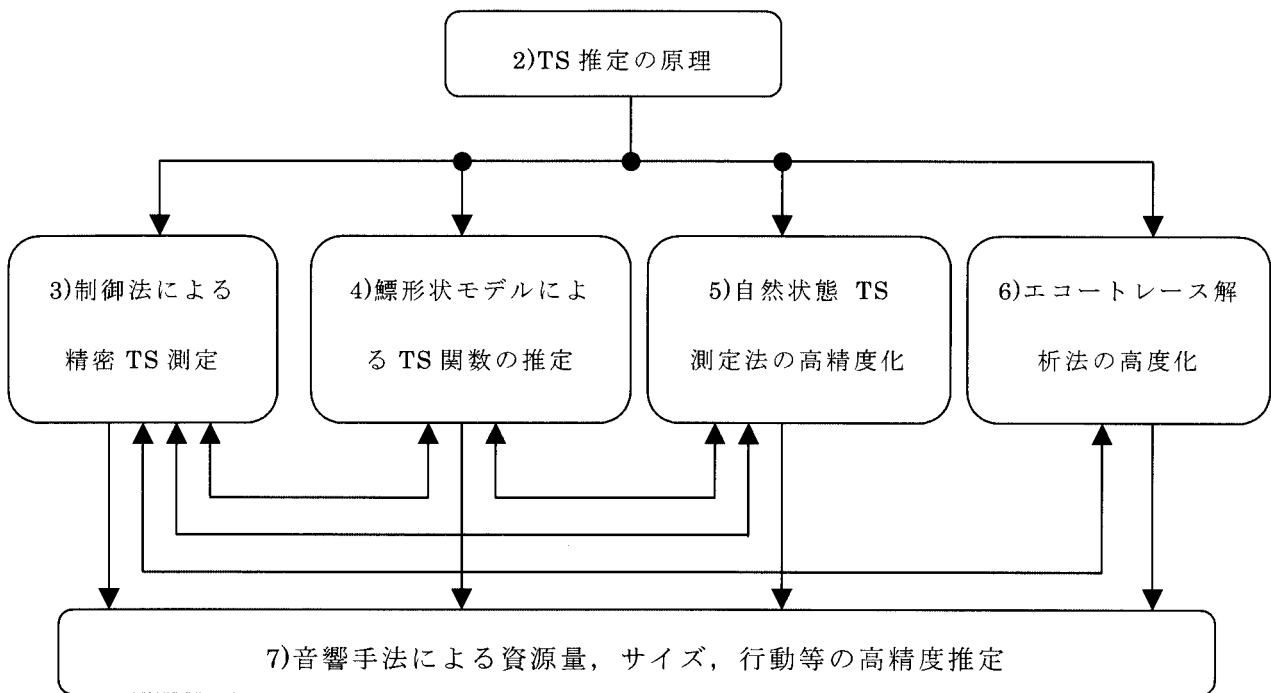 2)TS 推定の原理
3)制御法による
精密 TS 測定
4)鰾形状モデルによ
る TS 関数の推定
5)自然状態 TS
測定法の高精度化
6)エコートレース解
析法の高度化
7)音響手法による資源量，サイズ，行動等の高精度推定